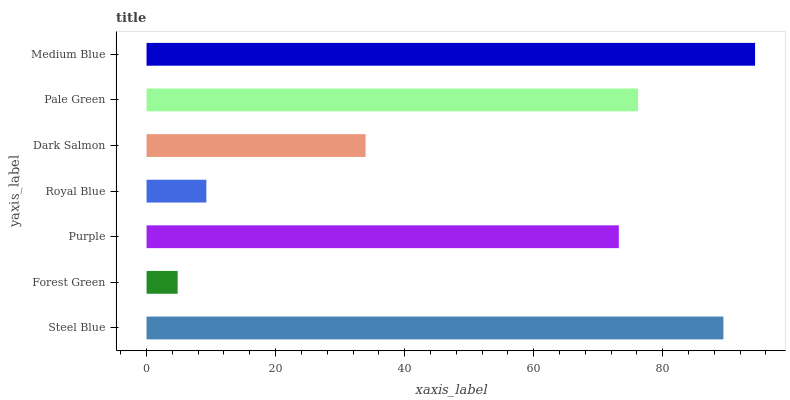 title
Medium Blue
Pale Green
Dark Salmon
Royal Blue
Purple
Forest Green
Steel Blue
yaxis_label
0 20 40 60 80
xaxis_label